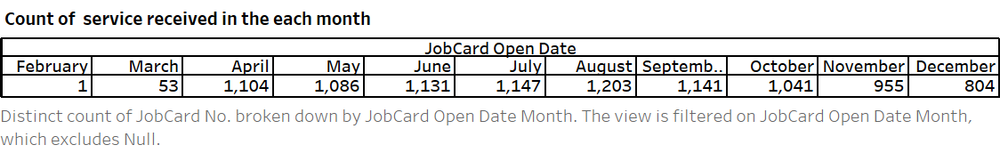 Count of service received in the each month
JobCard Open Date
February March April May June July August Septemb.. October November December
1 53 1,104 1,086 1,131 1,147 1,203 1,141 1,041 955 804
Distinct count of JobCard No. broken down by JobCard Open Date Month. The view is filtered on JobCard Open Date Month,
which excludes Null.